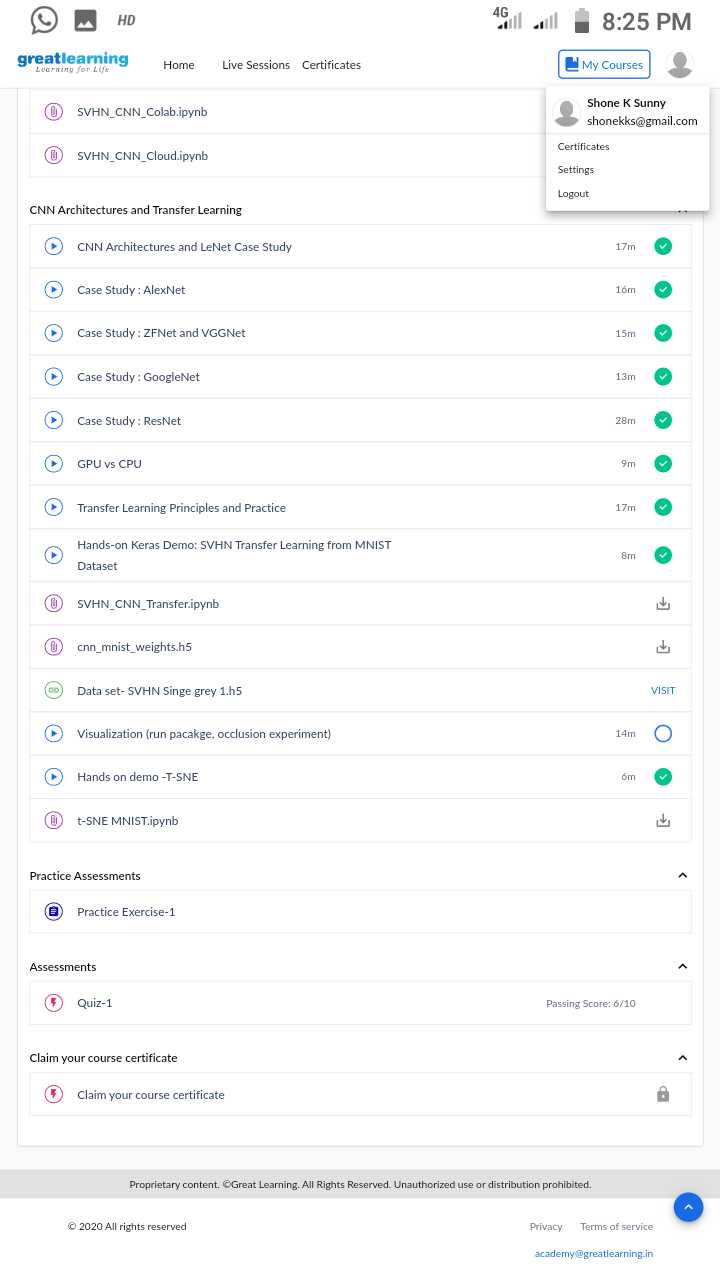 HD
4G
8:25 PM
greatlearning
Learning for Life
Home
Live Sessions
Certificates
My Courses
Shone K Sunny
shonekks@gmail.com
Certificates
Settings
Logout
SVHN_CNN_Colab.ipynb
SVHN_CNN_Cloud.ipynb
CNN Architectures and Transfer Learning
CNN Architectures and LeNet Case Study 17m
Case Study : AlexNet 16m
Case Study : ZFNet and VGGNet 15m
Case Study : GoogleNet 13m
Case Study : ResNet 28m
GPU vs CPU 9m
Transfer Learning Principles and Practice 17m
Hands-on Keras Demo: SVHN Transfer Learning from MNIST
Dataset 8m
SVHN_CNN_Transfer.ipynb
cnn_mnist_weights.h5
Data set- SVHN Singe grey 1.h5 VISIT
Visualization (run pacakge, occlusion experiment) 14m
Hands on demo -T-SNE 6m
t-SNE MNIST.ipynb
Practice Assessments
Practice Exercise-1
Assessments
Quiz-1 Passing Score: 6/10
Claim your course certificate
Claim your course certificate
Proprietary content. ©Great Learning. All Rights Reserved. Unauthorized use or distribution prohibited.
© 2020 All rights reserved
Privacy Terms of service
academy@greatlearning.in